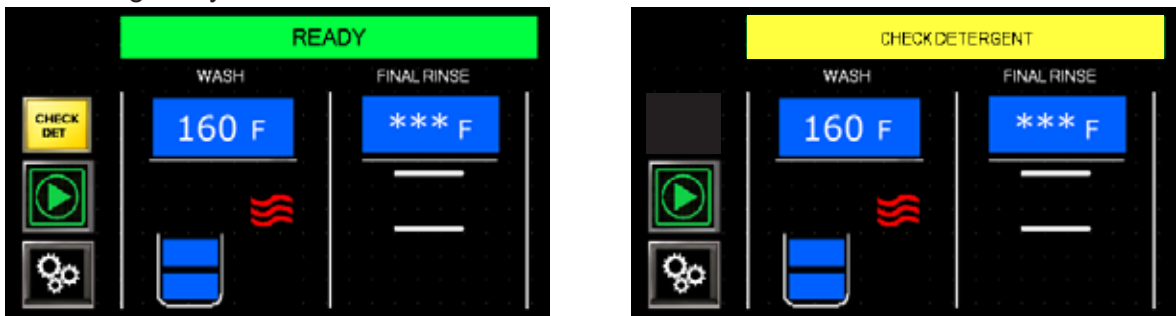 READY
WASH FINAL RINSE
CHECK
DET
160 F *** F
CHECK DETERGENT
WASH FINAL RINSE
160 F *** F